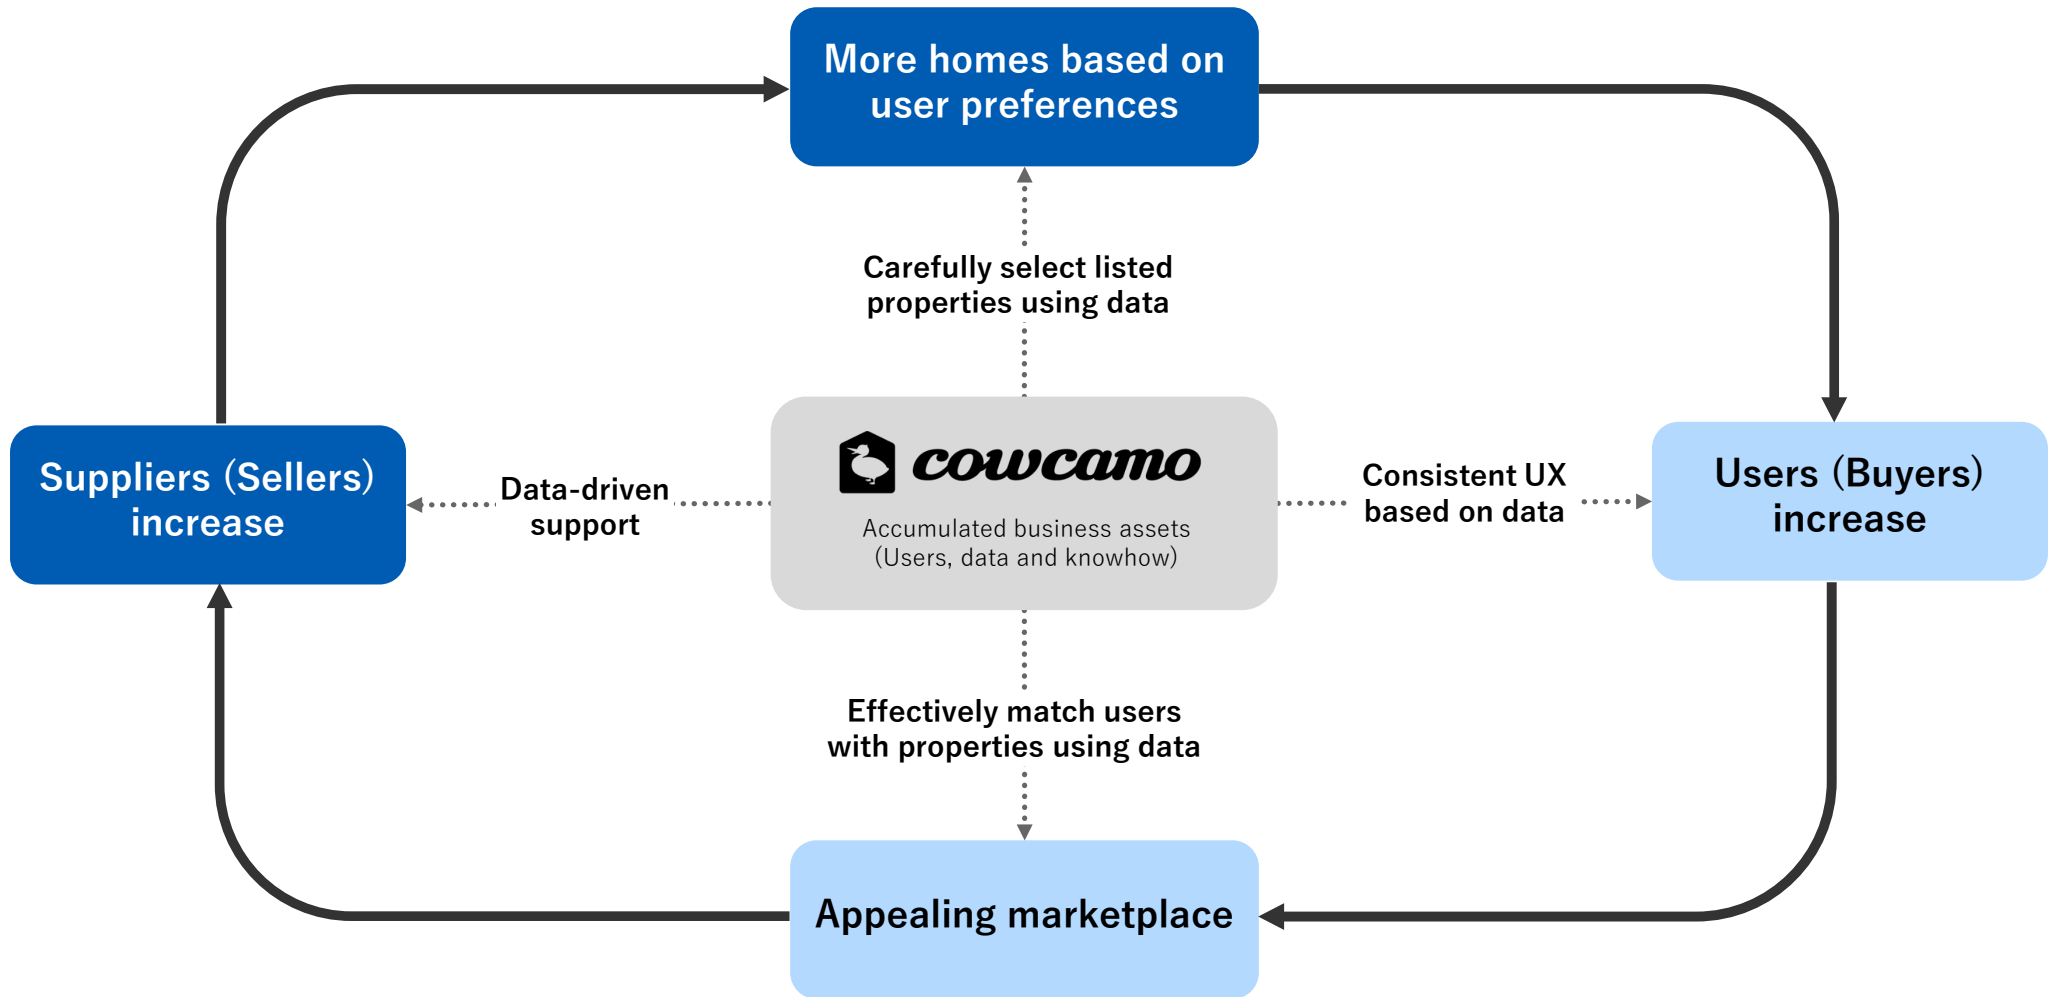 More homes based on
user preferences
Carefully select listed
properties using data
Suppliers (Sellers)
increase
Data-driven
support
cowcamo
Accumulated business assets
(Users, data and knowhow)
Consistent UX
based on data
Users (Buyers)
increase
Effectively match users
with properties using data
Appealing marketplace